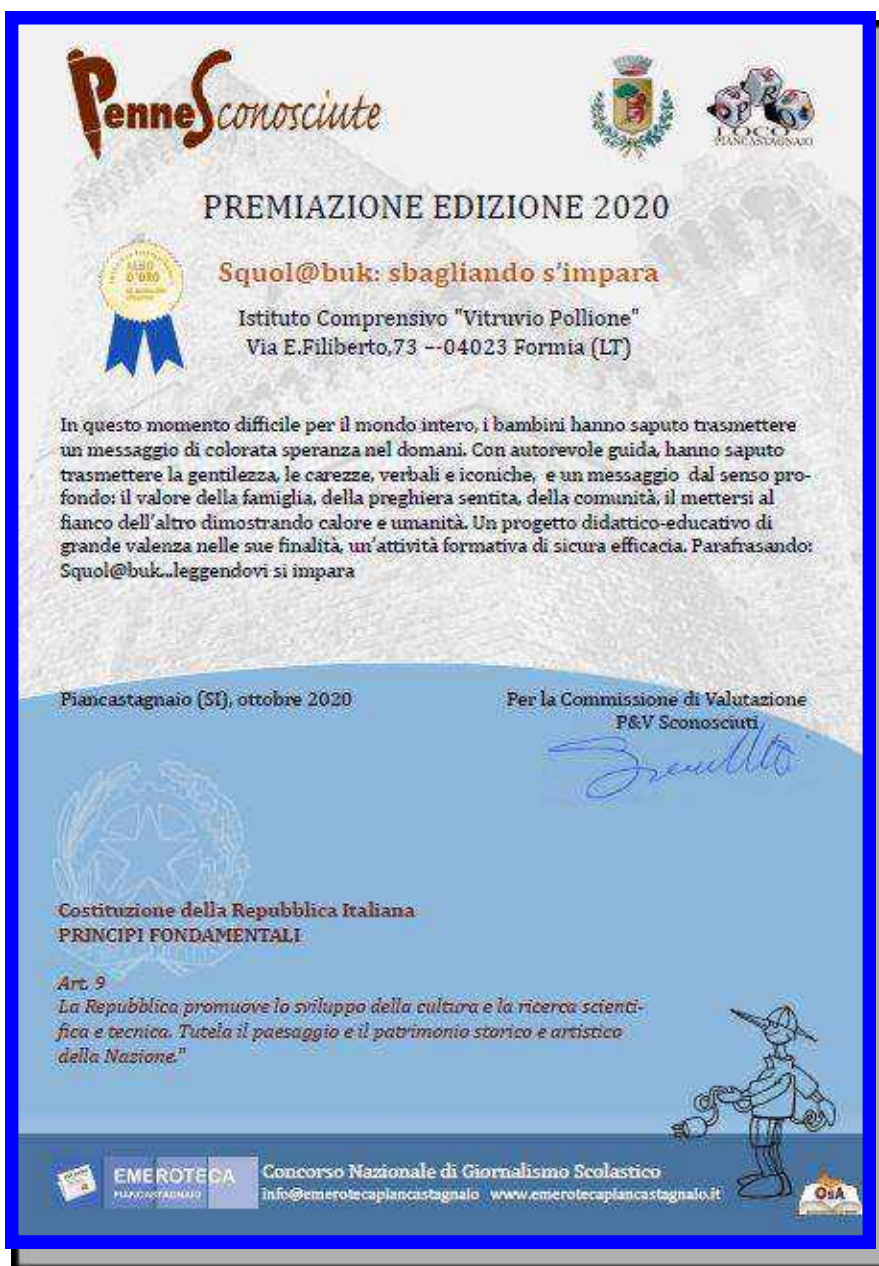 Penne Sconosciute
PRO
LOCO
PIANCASTAGNAIO
PREMIAZIONE EDIZIONE 2020
ALBO
D'ORO
Squol@buk: sbagliando s'impara
Istituto Comprensivo "Vitruvio Pollione"
Via E.Filiberto,73 –-04023 Formia (LT)
In questo momento difficile per il mondo intero, i bambini hanno saputo trasmettere
un messaggio di colorata speranza nel domani. Con autorevole guida, hanno saputo
trasmettere la gentilezza, le carezze, verbali e iconiche, e un messaggio dal senso pro-
fondo: il valore della famiglia, della preghiera sentita, della comunità, il mettersi al
fianco dell'altro dimostrando calore e umanità. Un progetto didattico-educativo di
grande valenza nelle sue finalità, un'attività formativa di sicura efficacia. Parafrasando:
Squol@buk...leggendovi si impara
Piancastagnaio (SI), ottobre 2020
Per la Commissione di Valutazione
P&V Sconosciuti
Costituzione della Repubblica Italiana
PRINCIPI FONDAMENTALI
Art. 9
La Repubblica promuove lo sviluppo della cultura e la ricerca scienti-
fica e tecnica. Tutela il paesaggio e il patrimonio storico e artistico
della Nazione."
EMEROTECA
PIANCASTAGNAIO
Concorso Nazionale di Giornalismo Scolastico
info@emerotecapiancastagnaio www.emerotecapiancastagnaio.it
OsA